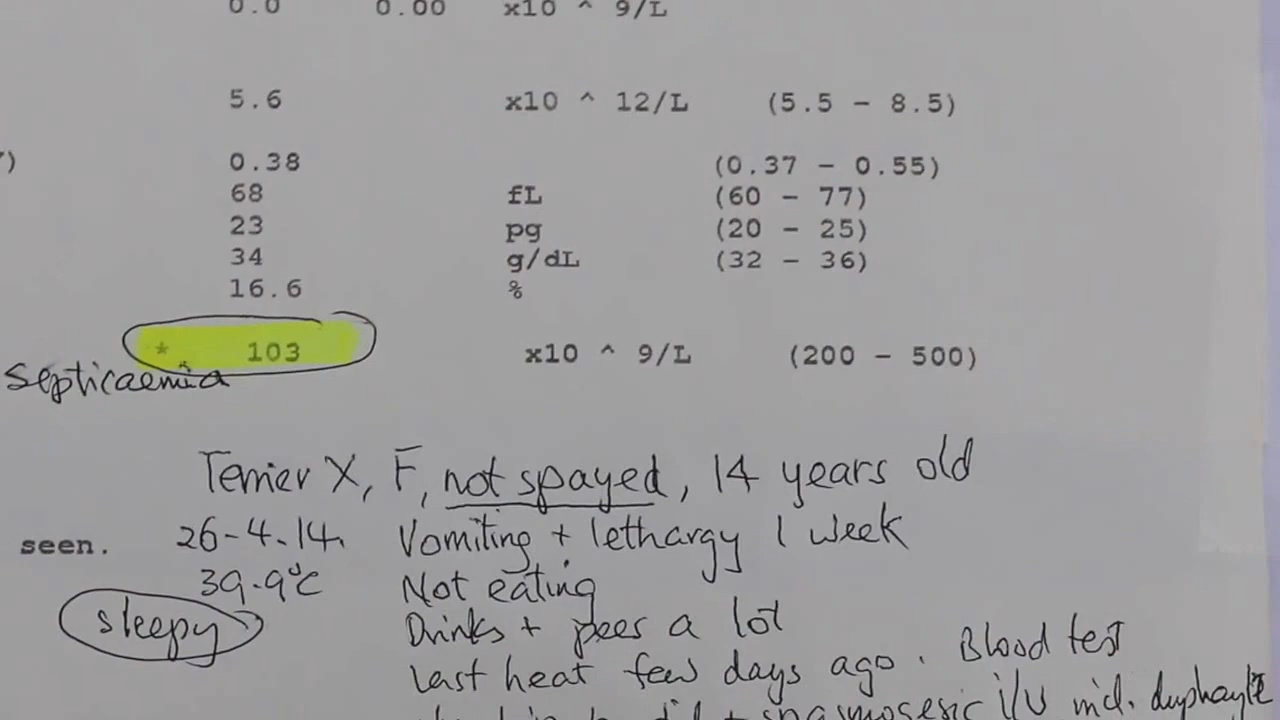 0.0 0.00 x10 ^ 9/L
5.6 x10 ^ 12/L (5.5 - 8.5)
) 0.38 (0.37 - 0.55)
68 fL (60 - 77)
23 pg (20 - 25)
34 g/dL (32 - 36)
16.6 %
* 103 x10 ^ 9/L (200 - 500)
Septicaemia
Terrier X, F, not spayed, 14 years old
seen. 26-4-14. Vomiting + lethargy 1 week
39.9°C Not eating
sleepy Drinks + pees a lot
Last heat few days ago. Blood test
+ spasmogesic i/v incl. duphalyte